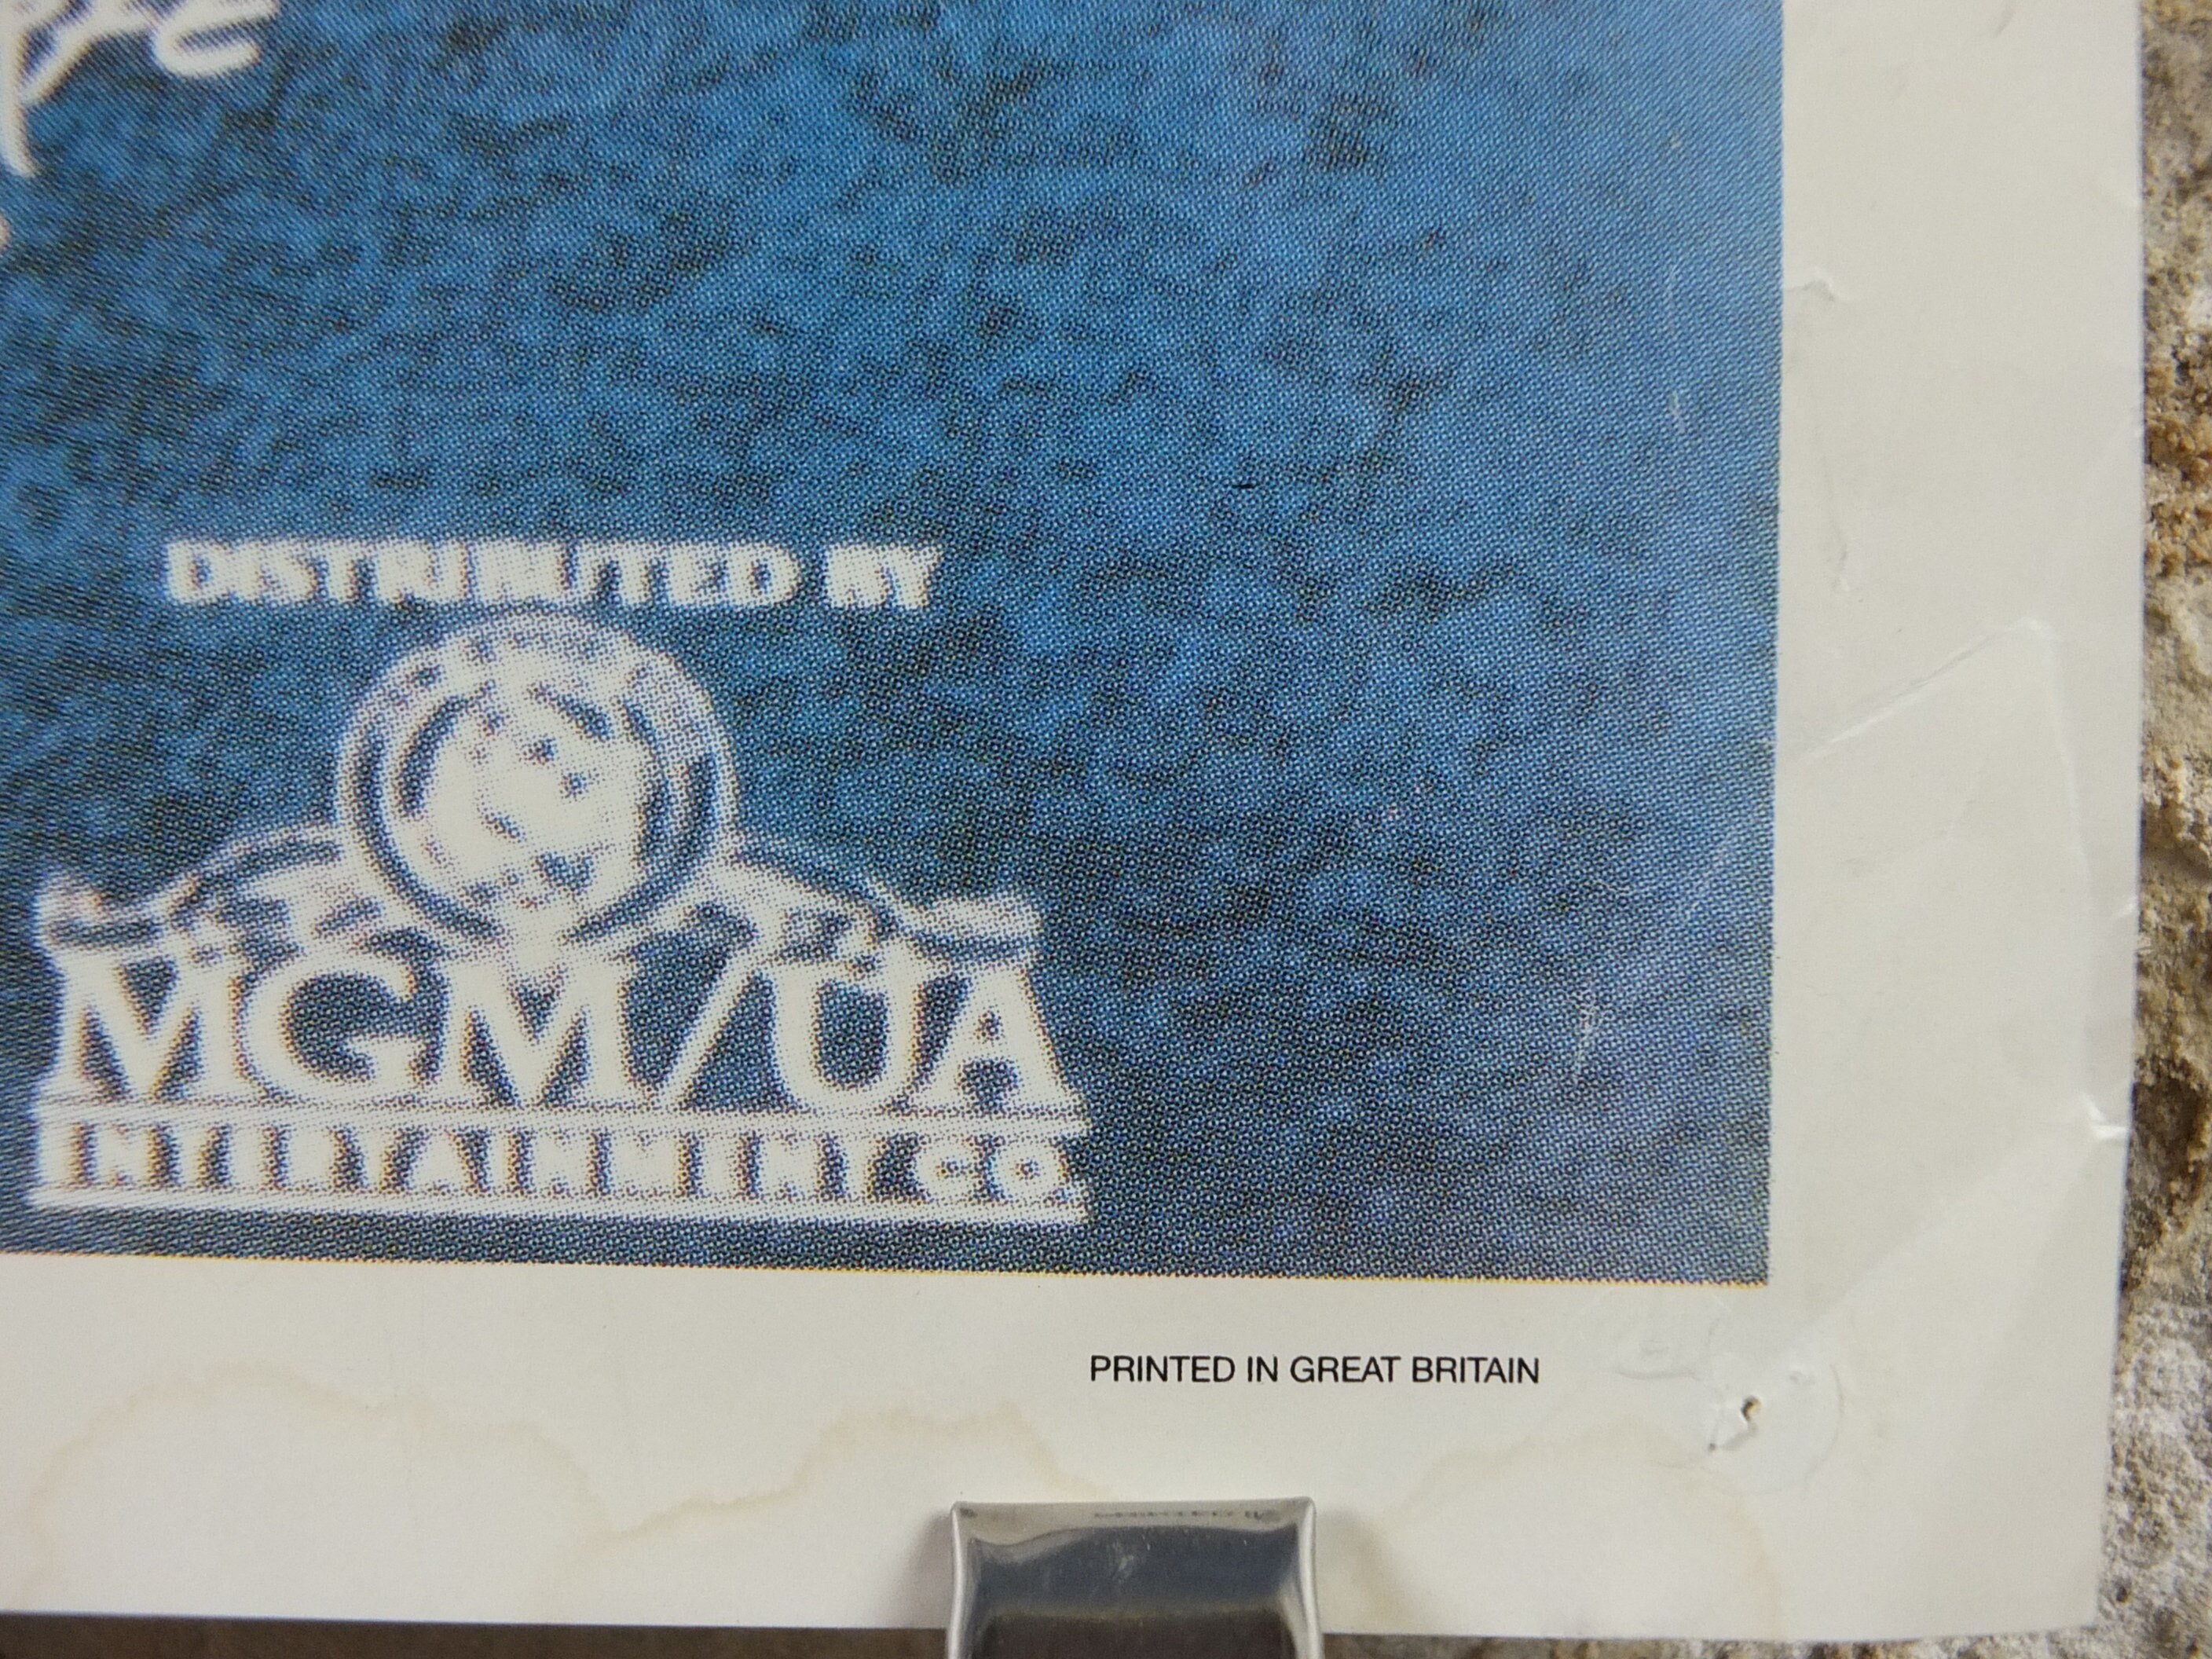 DISTRIBUTED BY
MGM/UA
ENTERTAINMENT CO.
PRINTED IN GREAT BRITAIN